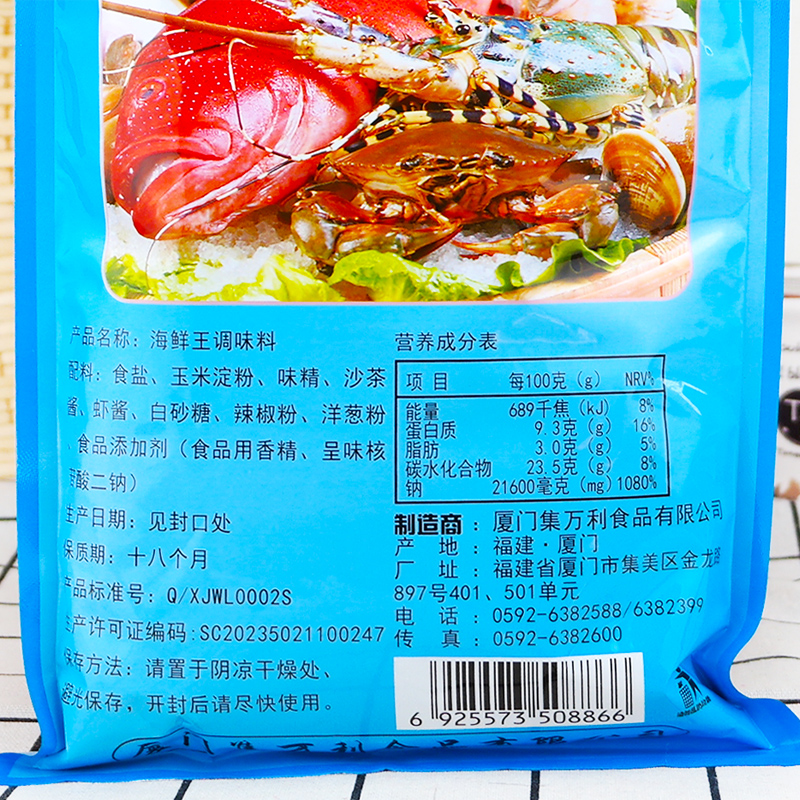 产品名称：海鲜王调味料
配料：食盐、玉米淀粉、味精、沙茶
酱、虾酱、白砂糖、辣椒粉、洋葱粉
、食品添加剂（食品用香精、呈味核
苷酸二钠）
生产日期：见封口处
保质期：十八个月
产品标准号：Q/XJWL0002S
生产许可证编码：SC20235021100247
保存方法：请置于阴凉干燥处、
避光保存，开封后请尽快使用。
营养成分表
项目 每100克（g） NRV%
能量 689千焦（kJ） 8%
蛋白质 9.3克（g） 16%
脂肪 3.0克（g） 5%
碳水化合物 23.5克（g） 8%
钠 21600毫克（mg） 1080%
制造商：厦门集万利食品有限公司
产地：福建·厦门
厂址：福建省厦门市集美区金龙路
897号401、501单元
电话：0592-6382588/6382399
传真：0592-6382600
6 925573 508866
厦门集万利食品有限公司